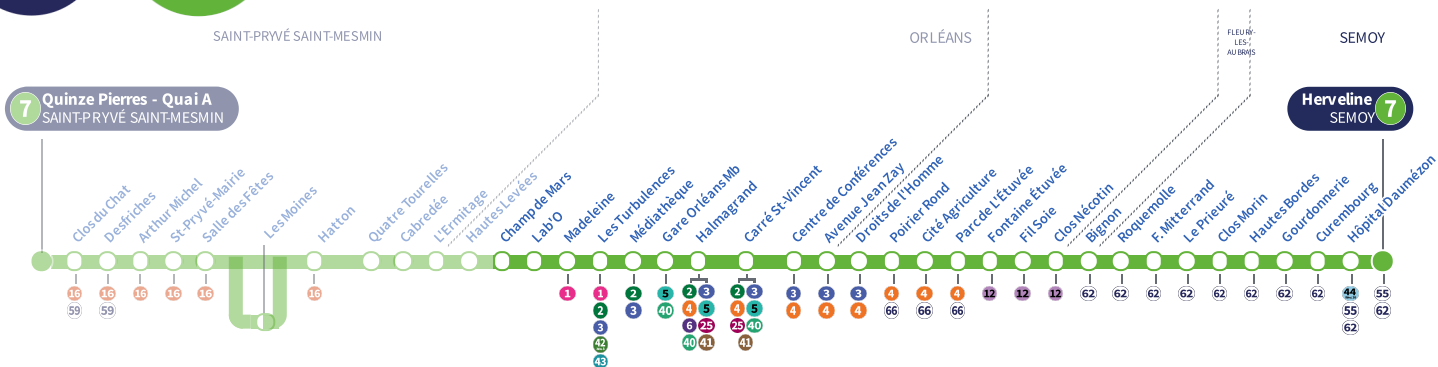 SAINT-PRYVÉ SAINT-MESMIN
ORLÉANS
FLEURY-
LES-
AUBRAIS
SEMOY
7
Quinze Pierres - Quai A
SAINT-PRYVÉ SAINT-MESMIN
Herveline
SEMOY
7
Clos du Chat
Desfriches
Arthur Michel
St-Pryvé-Mairie
Salle des Fêtes
Les Moines
Hatton
Quatre Tourelles
Cabredée
L'Ermitage
Hautes Levées
Champ de Mars
Lab'O
Madeleine
Les Turbulences
Médiathèque
Gare Orléans Mb
Halmagrand
Carré St-Vincent
Centre de Conférences
Avenue Jean Zay
Droits de l'Homme
Poirier Rond
Cité Agriculture
Parc de L'Étuvée
Fontaine Étuvée
Fil Soie
Clos Nécotin
Bignon
Roquemolle
F. Mitterrand
Le Prieuré
Clos Morin
Hautes Bordes
Gourdonnerie
Curembourg
Hôpital Daumézon
16 16 16 16 16 16 1 1 2 5 2 3 2 3 3 3 3 4 4 4 12 12 12 62 62 62 62 62 62 62 62 44 55
59 59 2 3 40 4 5 4 5 4 4 4 66 66 66 55 62
3 6 25 25 40 62
42 40 41 41
43